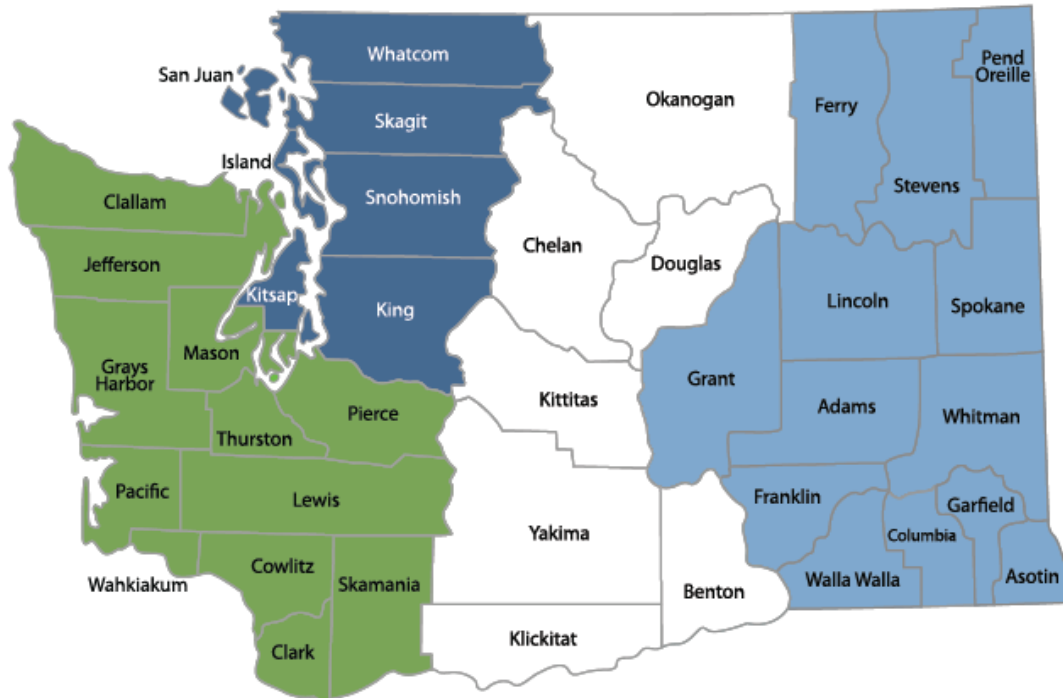 Whatcom
San Juan
Pend
Oreille
Okanogan
Ferry
Skagit
Island
Stevens
Snohomish
Clallam
Chelan
Douglas
Jefferson
Kitsap
King
Lincoln
Spokane
Mason
Grays
Harbor
Grant
Kittitas
Adams
Pierce
Whitman
Thurston
Pacific
Lewis
Franklin
Garfield
Yakima
Columbia
Cowlitz
Skamania
Wahkiakum
Walla Walla
Asotin
Benton
Klickitat
Clark